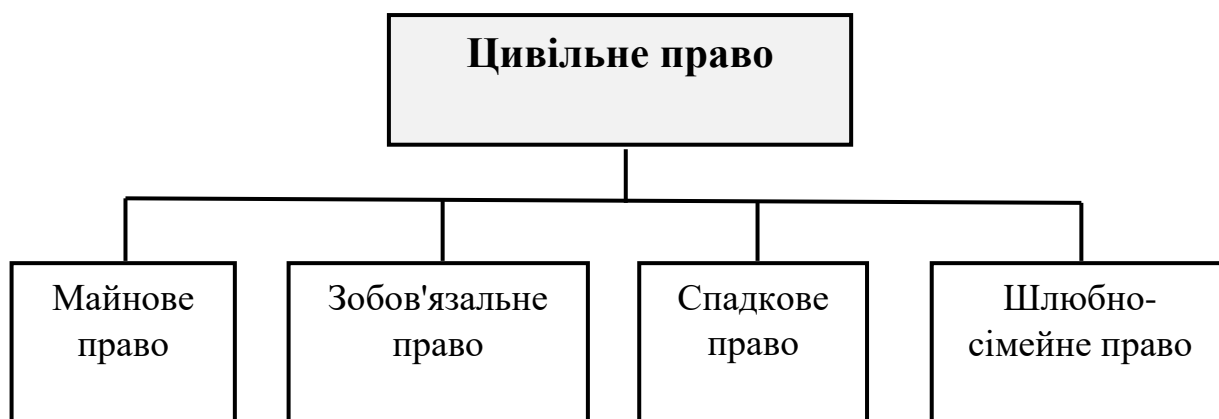 Цивільне право
Майнове
право
Зобов'язальне
право
Спадкове
право
Шлюбно-
сімейне право